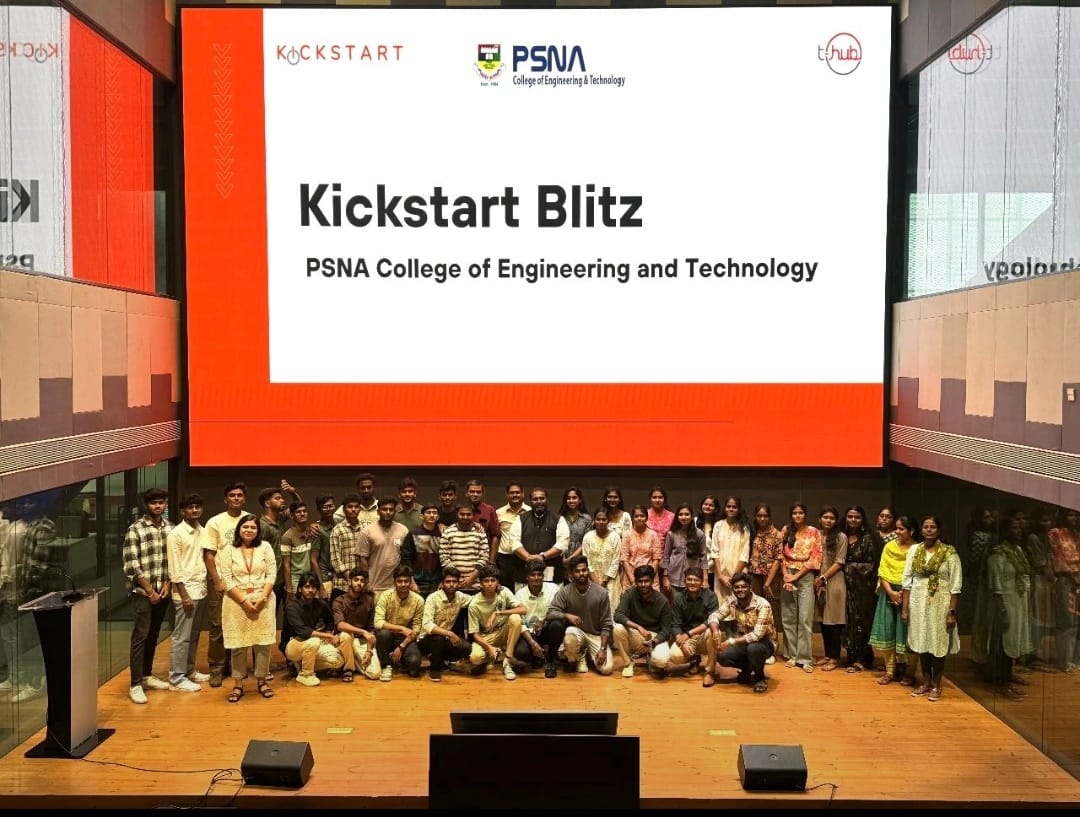 KICKSTART
PSNA
College of Engineering & Technology
t-hub
Kickstart Blitz
PSNA College of Engineering and Technology